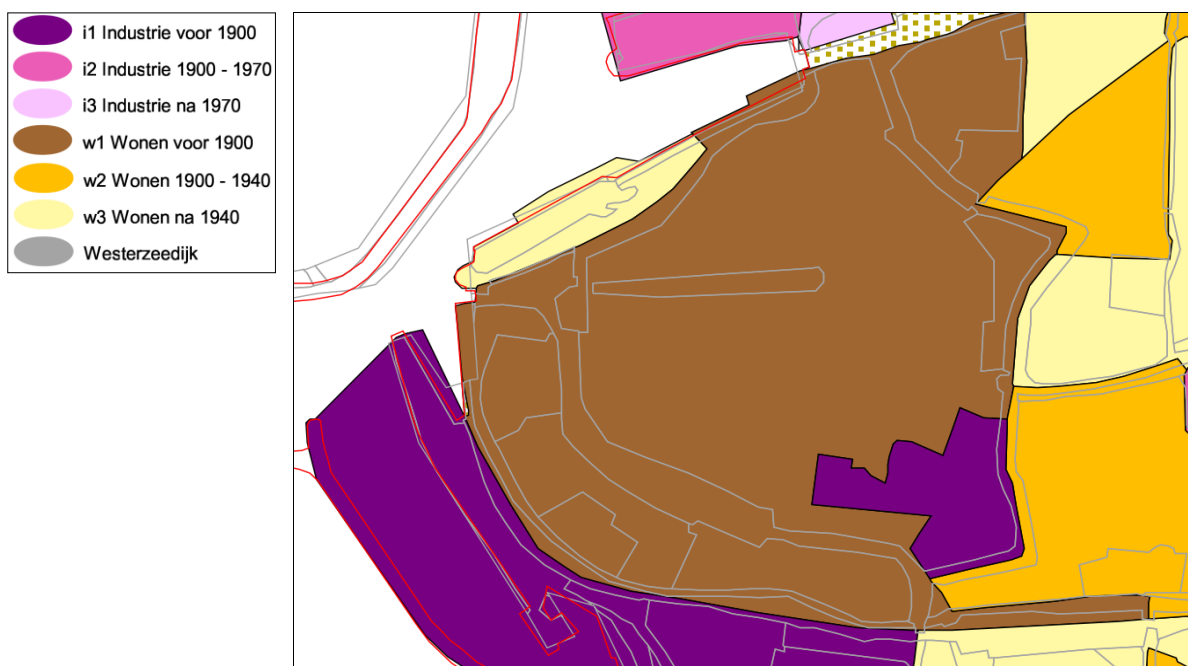 i1 Industrie voor 1900
i2 Industrie 1900 - 1970
i3 Industrie na 1970
w1 Wonen voor 1900
w2 Wonen 1900 - 1940
w3 Wonen na 1940
Westerzeedijk